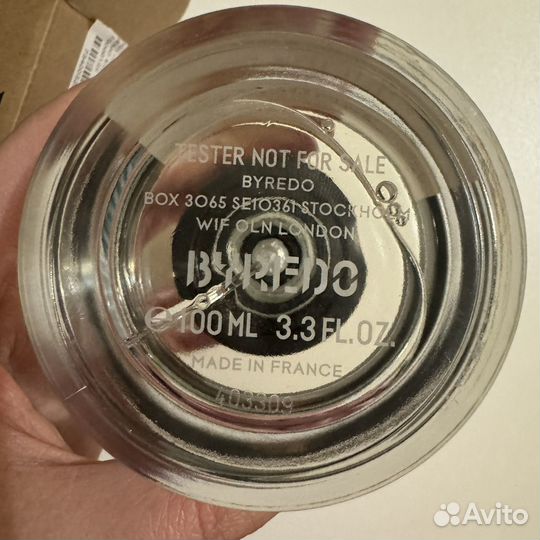 TESTER NOT FOR SALE
BYREDO
BOX 3065 SE10361 STOCKHOLM
W1F OLN LONDON
BYREDO
100 ML 3.3 FL. OZ.
MADE IN FRANCE
403309
Avito